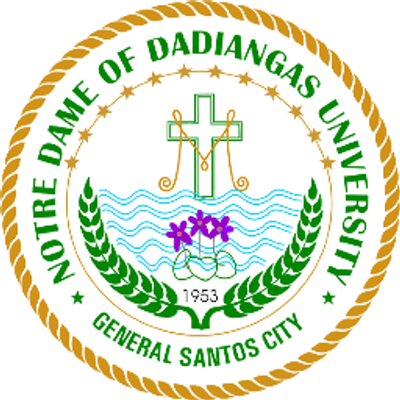 NOTRE DAME OF DADIANGAS UNIVERSITY
1953
GENERAL SANTOS CITY